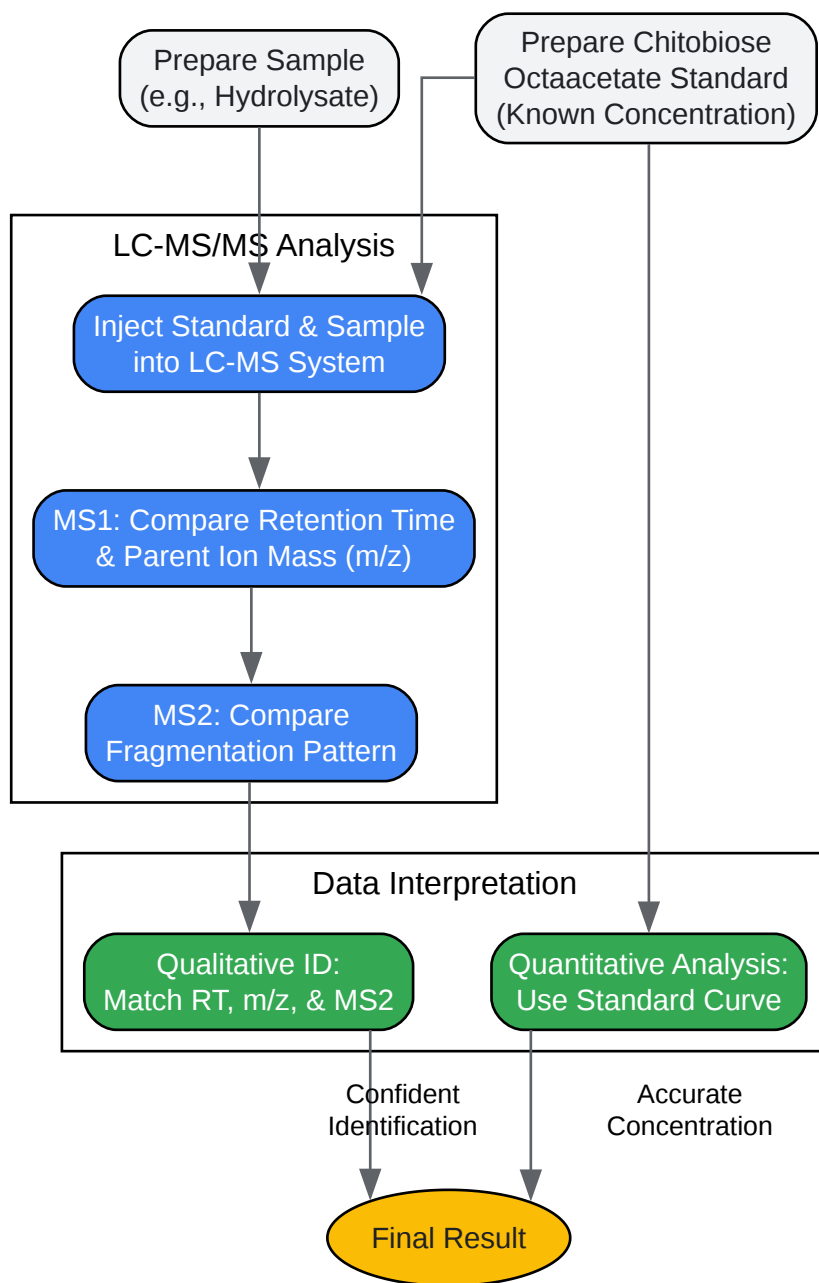 Prepare Sample
(e.g., Hydrolysate)
Prepare Chitobiose
Octaacetate Standard
(Known Concentration)
LC-MS/MS Analysis
Inject Standard & Sample
into LC-MS System
MS1: Compare Retention Time
& Parent Ion Mass (m/z)
MS2: Compare
Fragmentation Pattern
Data Interpretation
Qualitative ID:
Match RT, m/z, & MS2
Quantitative Analysis:
Use Standard Curve
Confident
Identification
Accurate
Concentration
Final Result